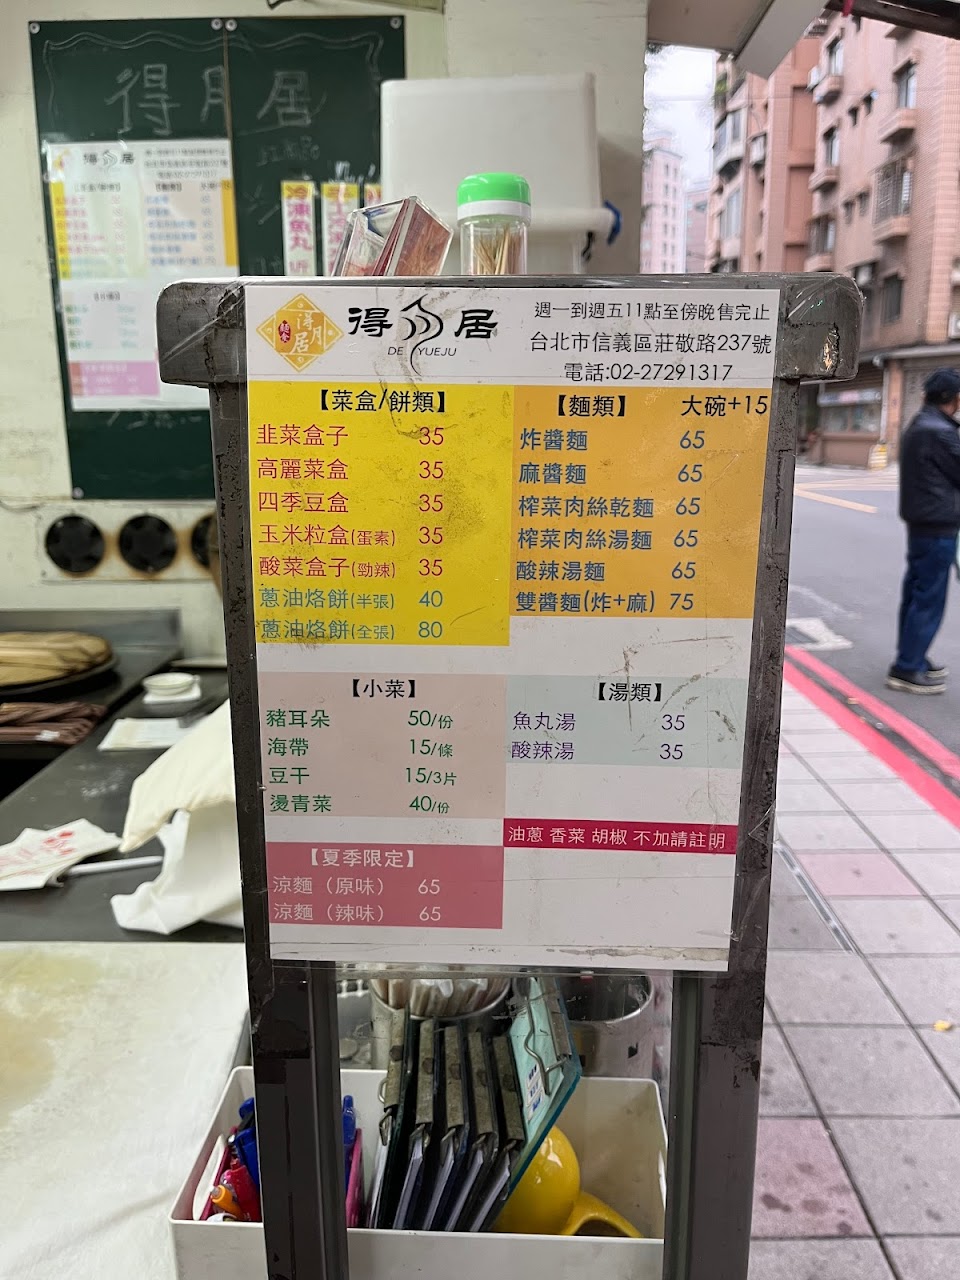 得月居
冷凍魚丸
得月居
麵食
得月居
DE YUEJU
週一到週五11點至傍晚售完止
台北市信義區莊敬路237號
電話:02-27291317
【菜盒/餅類】
韭菜盒子 35
高麗菜盒 35
四季豆盒 35
玉米粒盒(蛋素) 35
酸菜盒子(勁辣) 35
蔥油烙餅(半張) 40
蔥油烙餅(全張) 80
【麵類】 大碗+15
炸醬麵 65
麻醬麵 65
榨菜肉絲乾麵 65
榨菜肉絲湯麵 65
酸辣湯麵 65
雙醬麵(炸+麻) 75
【小菜】
豬耳朵 50/份
海帶 15/條
豆干 15/3片
燙青菜 40/份
【湯類】
魚丸湯 35
酸辣湯 35
油蔥 香菜 胡椒 不加請註明
【夏季限定】
涼麵（原味） 65
涼麵（辣味） 65